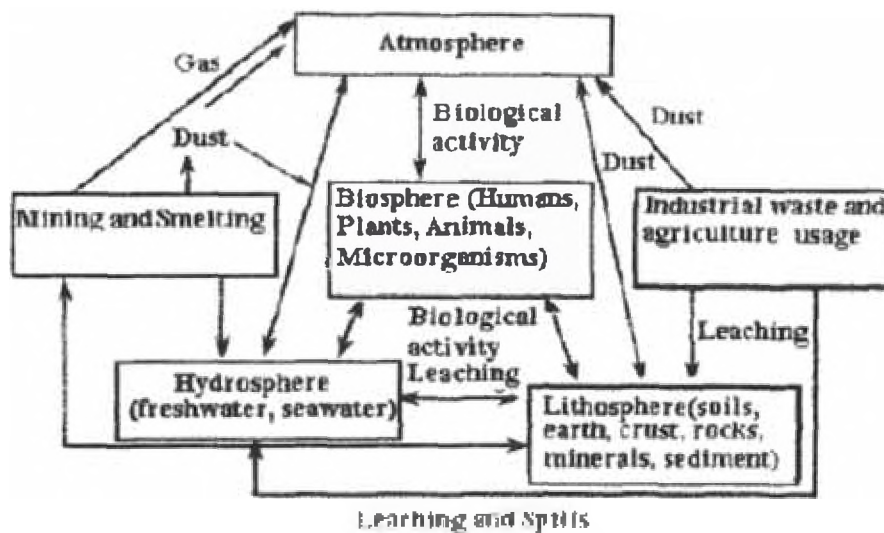 Atmosphere
Gas
Biological
activity
Dust
Dust
Dust
Mining and Smelting
Biosphere (Humans,
Plants, Animals,
Microorganisms)
Industrial waste and
agriculture usage
Biological
activity
Leaching
Leaching
Hydrosphere
(freshwater, seawater)
Lithosphere(soils,
earth, crust, rocks,
minerals, sediment)
Leaching and Spills